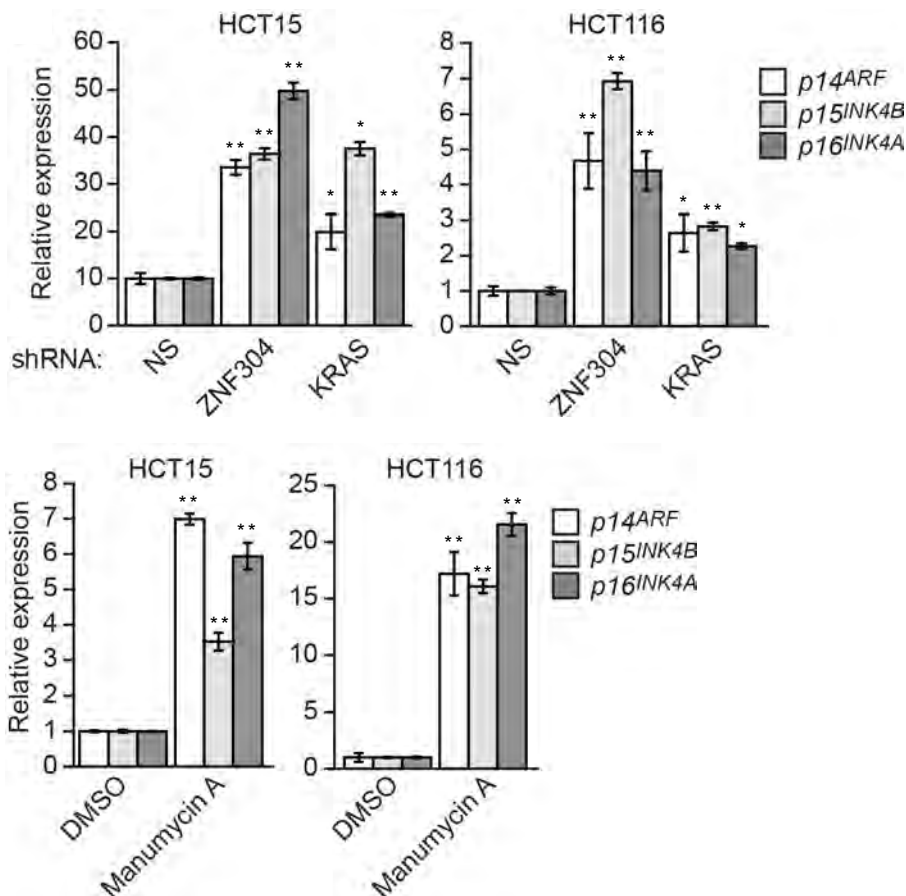 HCT15
HCT116
Relative expression
60
50
40
30
20
10
0
** ** **
* * **
8
7
6
5
4
3
2
1
0
** ** **
* ** *
p14ARF
p15INK4B
p16INK4A
shRNA:
NS
ZNF304
KRAS
NS
ZNF304
KRAS
HCT15
HCT116
Relative expression
8
7
6
5
4
3
2
1
0
** ** **
25
20
15
10
5
0
** ** **
p14ARF
p15INK4B
p16INK4A
DMSO
Manumycin A
DMSO
Manumycin A